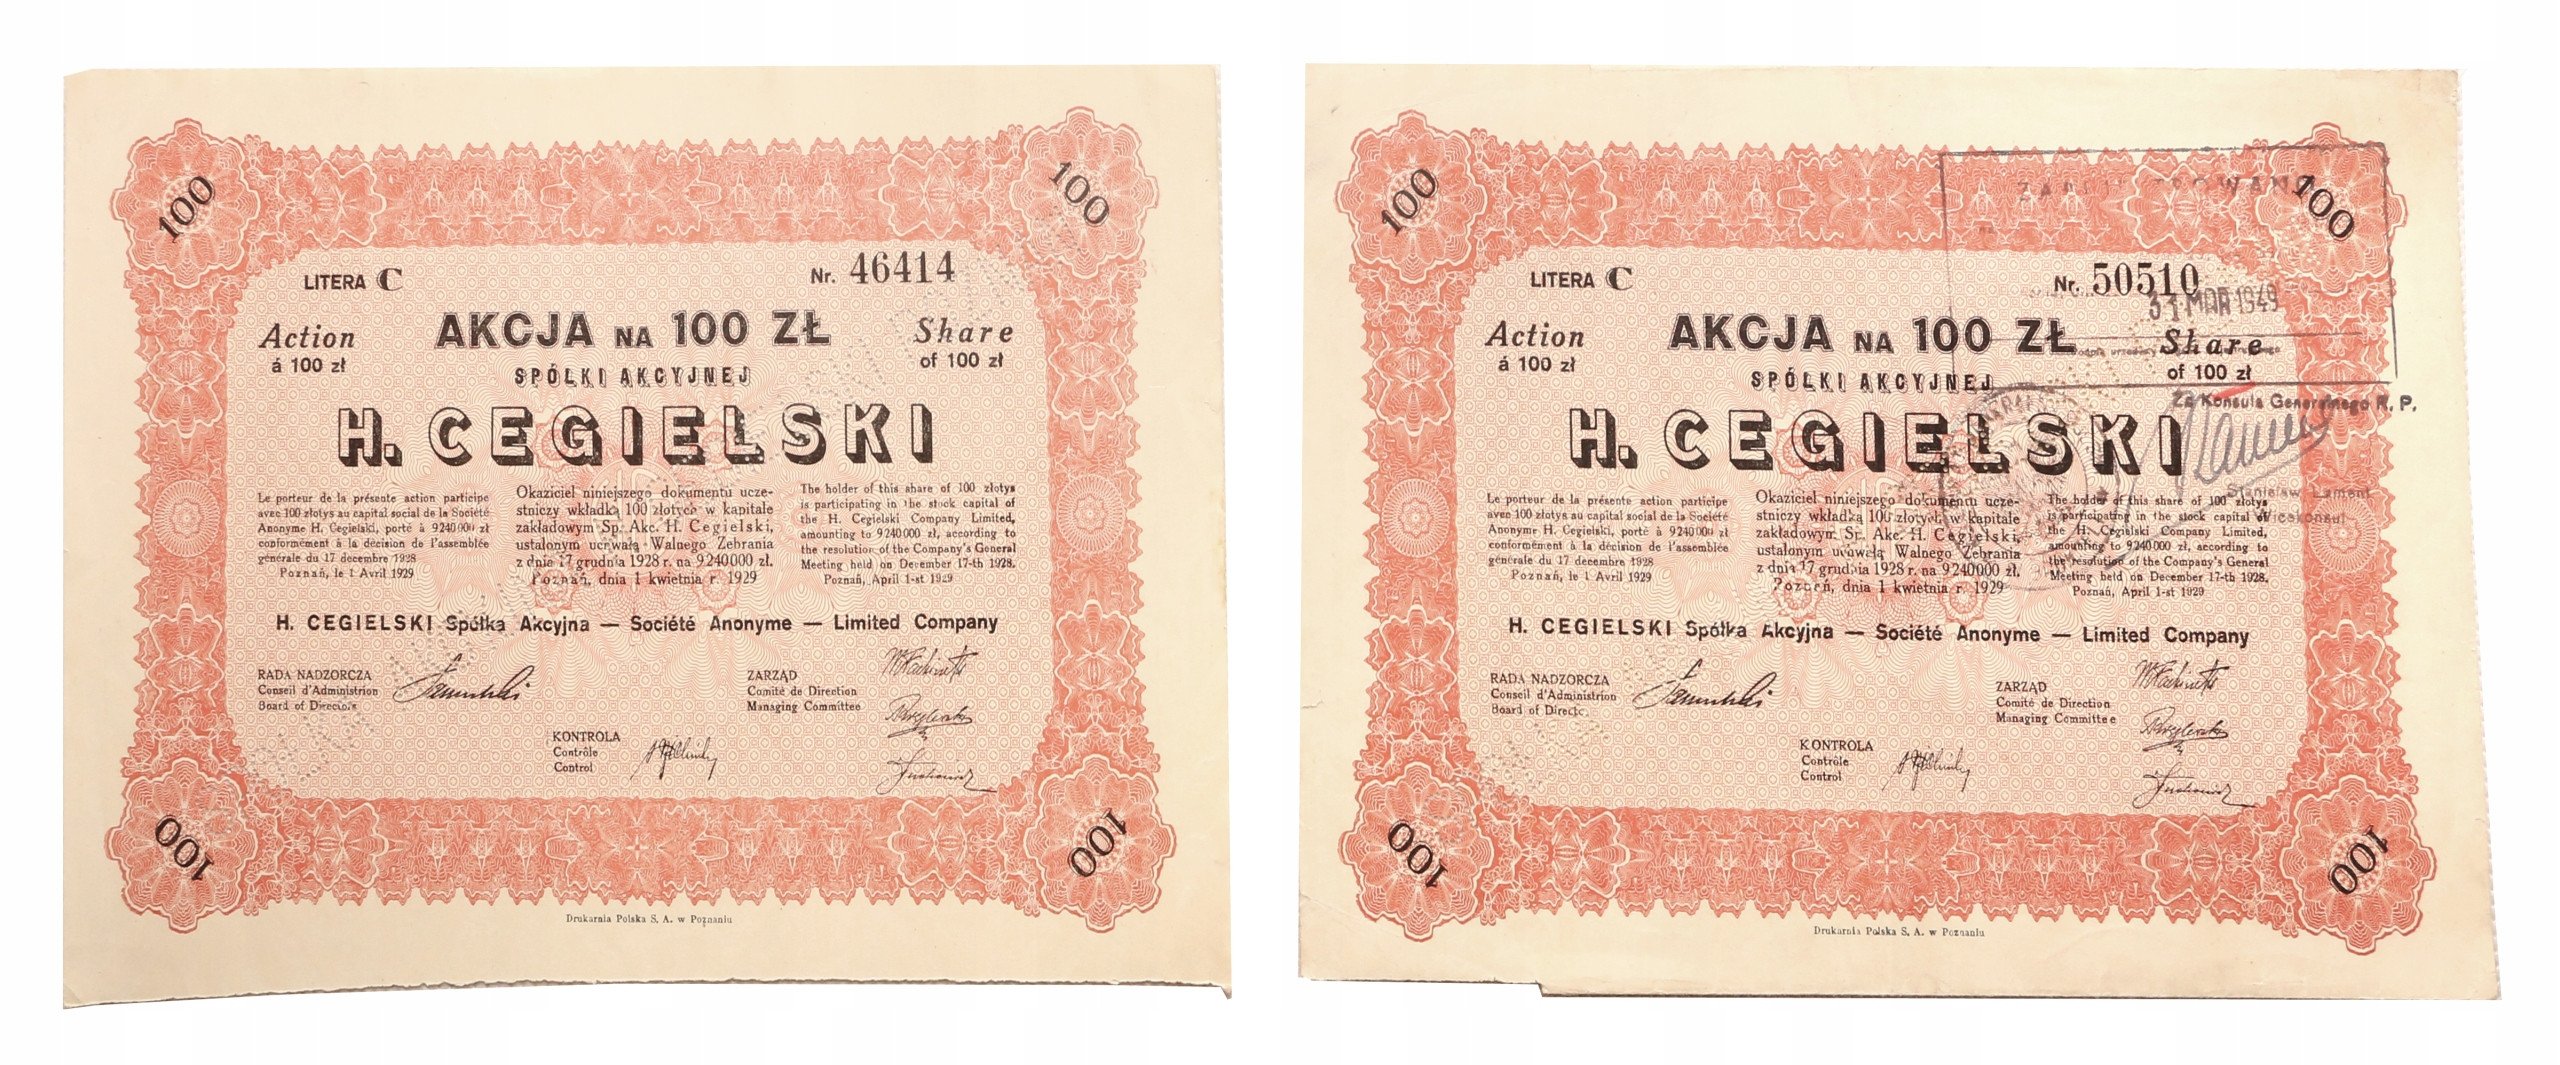 100
100
LITERA C
Nr. 46414
Action
á 100 zł
AKCJA NA 100 ZŁ
Share
of 100 zł
SPÓŁKI AKCYJNEJ
H. CEGIELSKI
Le porteur de la présente action participe
avec 100 złotys au capital social de la Société
Anonyme H. Cegielski, porté à 9 240 000 zł
conformément à la décision de l'assemblée
générale du 17 decembre 1928
Poznań, le 1 Avril 1929
Okaziciel niniejszego dokumentu ucze-
stniczy wkładką 100 złotych w kapitale
zakładowym Sp. Akc. H. Cegielski,
ustalonym uchwałą Walnego Zebrania
z dnia 17 grudnia 1928 r. na 9 240 000 zł.
Poznań, dnia 1 kwietnia r. 1929
The holder of this share of 100 złotys
is participating in the stock capital of
the H. Cegielski Company Limited,
amounting to 9 240 000 zł, according to
the resolution of the Company's General
Meeting held on December 17-th 1928.
Poznań, April 1-st 1929
H. CEGIELSKI Spółka Akcyjna — Société Anonyme — Limited Company
RADA NADZORCZA
Conseil d'Administrion
Board of Directors
ZARZĄD
Comité de Direction
Managing Committee
KONTROLA
Contrôle
Control
100
100
Drukarnia Polska S. A. w Poznaniu
100
100
LITERA C
Nr. 50510
31 MAR 1949
Action
á 100 zł
AKCJA NA 100 ZŁ
Share
of 100 zł
SPÓŁKI AKCYJNEJ
Za Konsula Generalnego R. P.
H. CEGIELSKI
Stanisław Lament
Wicekonsul
Le porteur de la présente action participe
avec 100 złotys au capital social de la Société
Anonyme H. Cegielski, porté à 9 240 000 zł
conformément à la décision de l'assemblée
générale du 17 decembre 1928
Poznań, le 1 Avril 1929
Okaziciel niniejszego dokumentu ucze-
stniczy wkładką 100 złotych w kapitale
zakładowym Sp. Akc. H. Cegielski,
ustalonym uchwałą Walnego Zebrania
z dnia 17 grudnia 1928 r. na 9 240 000 zł.
Poznań, dnia 1 kwietnia r. 1929
The holder of this share of 100 złotys
is participating in the stock capital of
the H. Cegielski Company Limited,
amounting to 9 240 000 zł, according to
the resolution of the Company's General
Meeting held on December 17-th 1928.
Poznań, April 1-st 1929
H. CEGIELSKI Spółka Akcyjna — Société Anonyme — Limited Company
RADA NADZORCZA
Conseil d'Administrion
Board of Directo
ZARZĄD
Comité de Direction
Managing Committee
KONTROLA
Contrôle
Control
100
100
Drukarnia Polska S. A. w Poznaniu